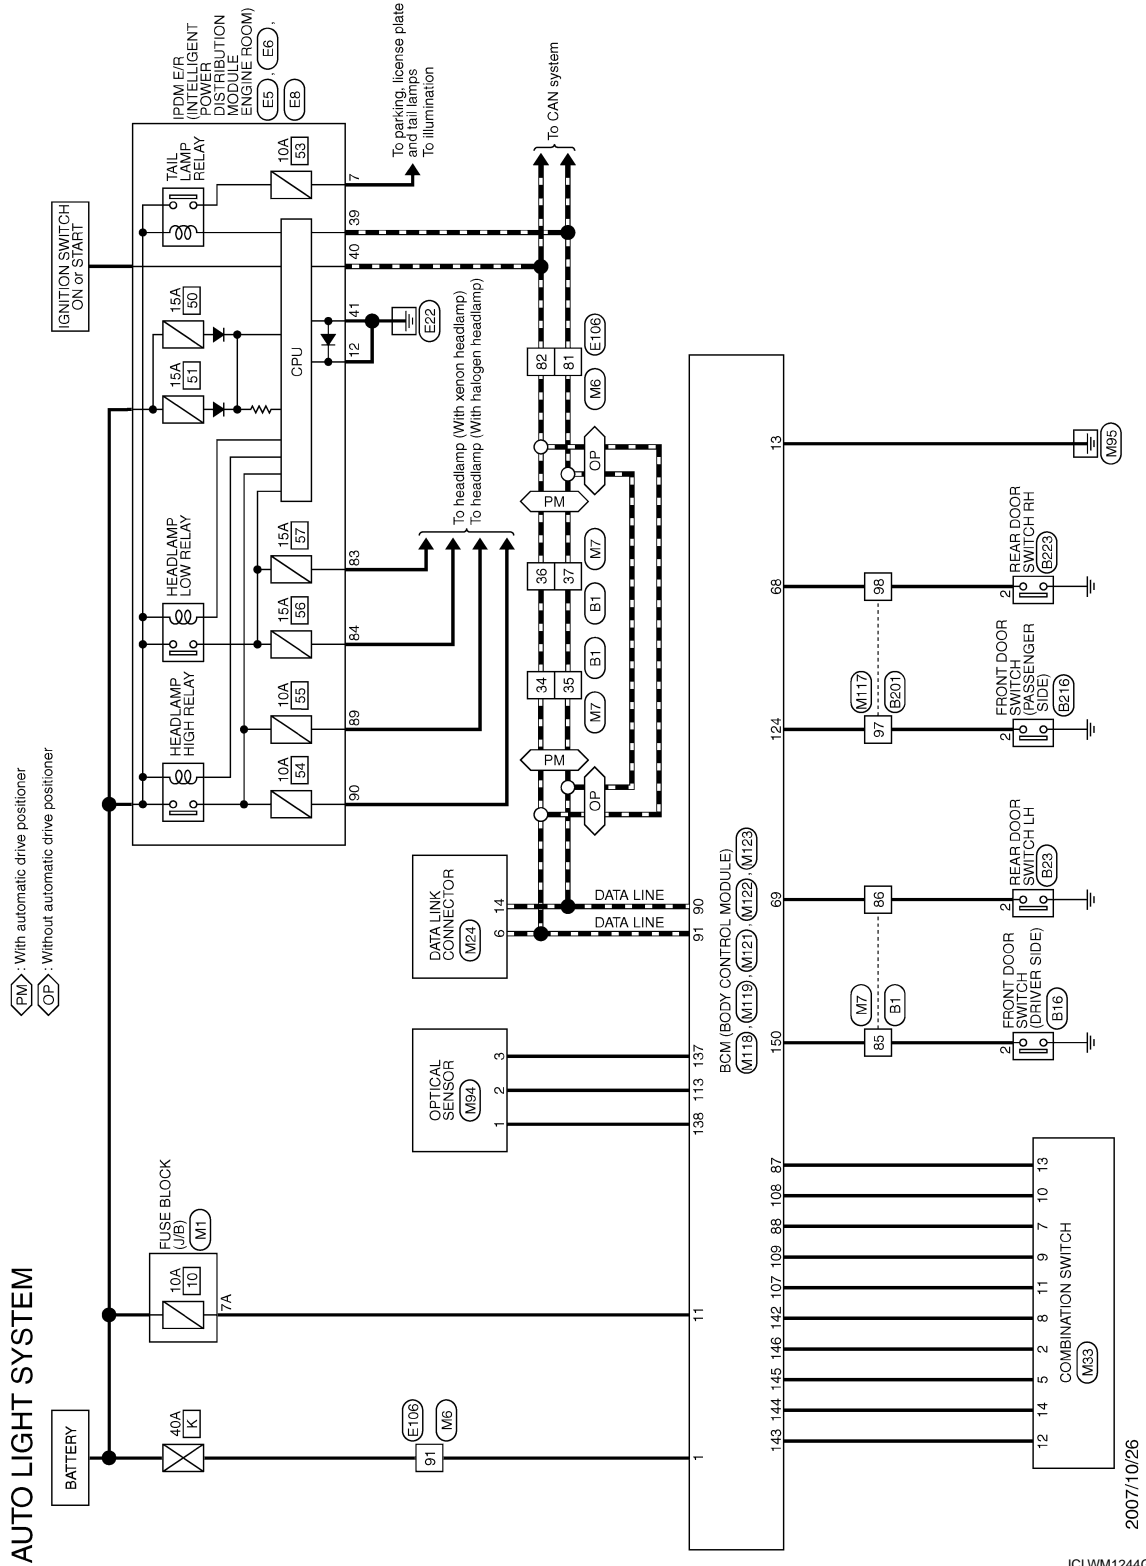 AUTO LIGHT SYSTEM
PM : With automatic drive positioner
OP : Without automatic drive positioner
BATTERY
IGNITION SWITCH
ON or START
40A
K
FUSE BLOCK
(J/B)
M1
10A
10
7A
HEADLAMP
HIGH RELAY
HEADLAMP
LOW RELAY
15A
51
15A
50
TAIL
LAMP
RELAY
IPDM E/R
(INTELLIGENT
POWER
DISTRIBUTION
MODULE
ENGINE ROOM)
E5 , E6 ,
E8
CPU
10A
54
10A
55
15A
56
15A
57
10A
53
90
89
84
83
12
41
40
39
7
E22
To parking, license plate
and tail lamps
To illumination
To headlamp (With xenon headlamp)
To headlamp (With halogen headlamp)
To CAN system
E106
M6
91
OPTICAL
SENSOR
M94
1
2
3
DATA LINK
CONNECTOR
M24
6
14
PM
OP
34
35
M7
B1
36
37
B1
M7
PM
OP
82
81
M6
E106
DATA LINE
DATA LINE
1
11
138
113
137
91
90
BCM (BODY CONTROL MODULE)
M118 , M119 , M121 , M122 , M123
143
144
145
146
142
107
109
88
108
87
150
69
124
68
13
12
14
5
2
8
11
9
7
10
13
COMBINATION SWITCH
M33
85
M7
B1
86
97
M117
B201
98
2
FRONT DOOR
SWITCH
(DRIVER SIDE)
B16
2
REAR DOOR
SWITCH LH
B23
2
FRONT DOOR
SWITCH
(PASSENGER
SIDE)
B216
2
REAR DOOR
SWITCH RH
B223
M95
2007/10/26